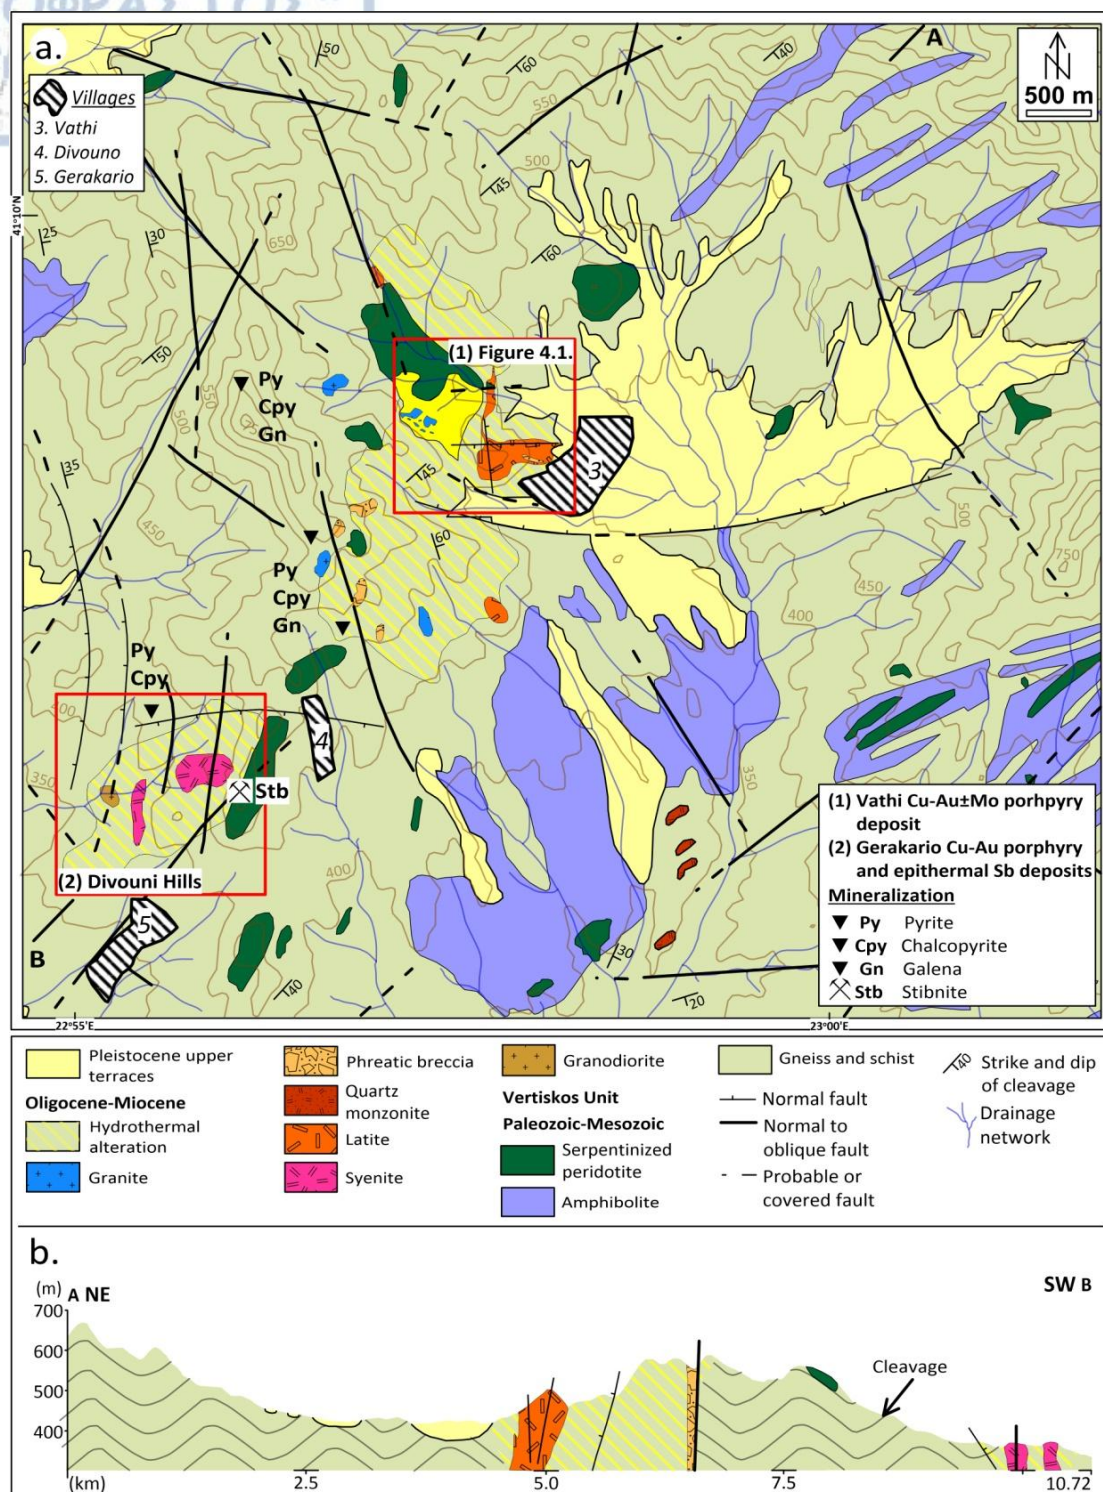 ΟΦΡΑΣΤΟΣ"
a.
Villages
3. Vathi
4. Divouno
5. Gerakario
A
N
500 m
41°10'N
50
60
40
550
500
45
25
30
650
60
50
(1) Figure 4.1.
Py
Cpy
Gn
550
500
3
35
45
450
60
500
750
Py
Cpy
Gn
450
400
Py
Cpy
400
4
350
Stb
350
(2) Divouni Hills
400
5
B
40
30
20
(1) Vathi Cu-Au±Mo porhpyry
deposit
(2) Gerakario Cu-Au porphyry
and epithermal Sb deposits
Mineralization
Py Pyrite
Cpy Chalcopyrite
Gn Galena
Stb Stibnite
22°55'E
23°00'E
Pleistocene upper
terraces
Oligocene-Miocene
Hydrothermal
alteration
Granite
Phreatic breccia
Quartz
monzonite
Latite
Syenite
Granodiorite
Vertiskos Unit
Paleozoic-Mesozoic
Serpentinized
peridotite
Amphibolite
Gneiss and schist
Normal fault
Normal to
oblique fault
Probable or
covered fault
40 Strike and dip
of cleavage
Drainage
network
b.
(m) A NE
SW B
700
600
500
400
Cleavage
(km) 2.5 5.0 7.5 10.72